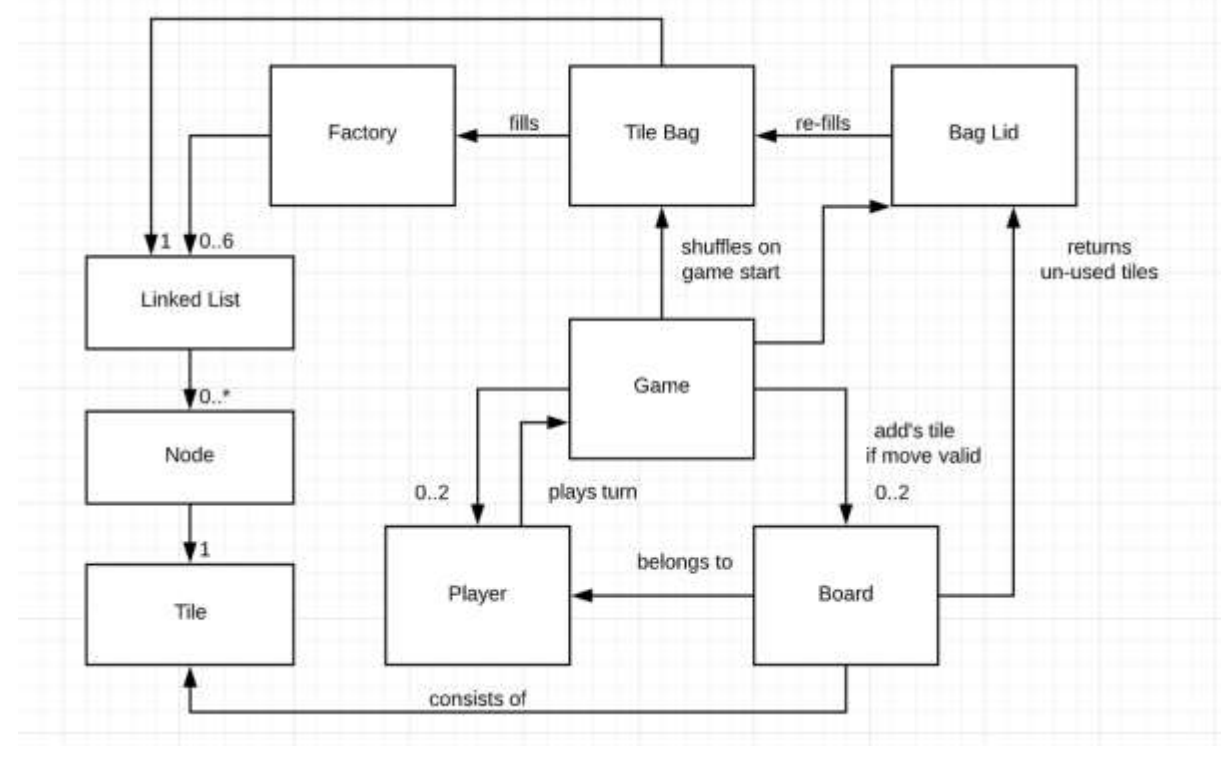 Factory
fills
Tile Bag
re-fills
Bag Lid
1
0..6
shuffles on
game start
returns
un-used tiles
Linked List
Game
0..*
Node
add's tile
if move valid
0..2
plays turn
0..2
1
belongs to
Tile
Player
Board
consists of